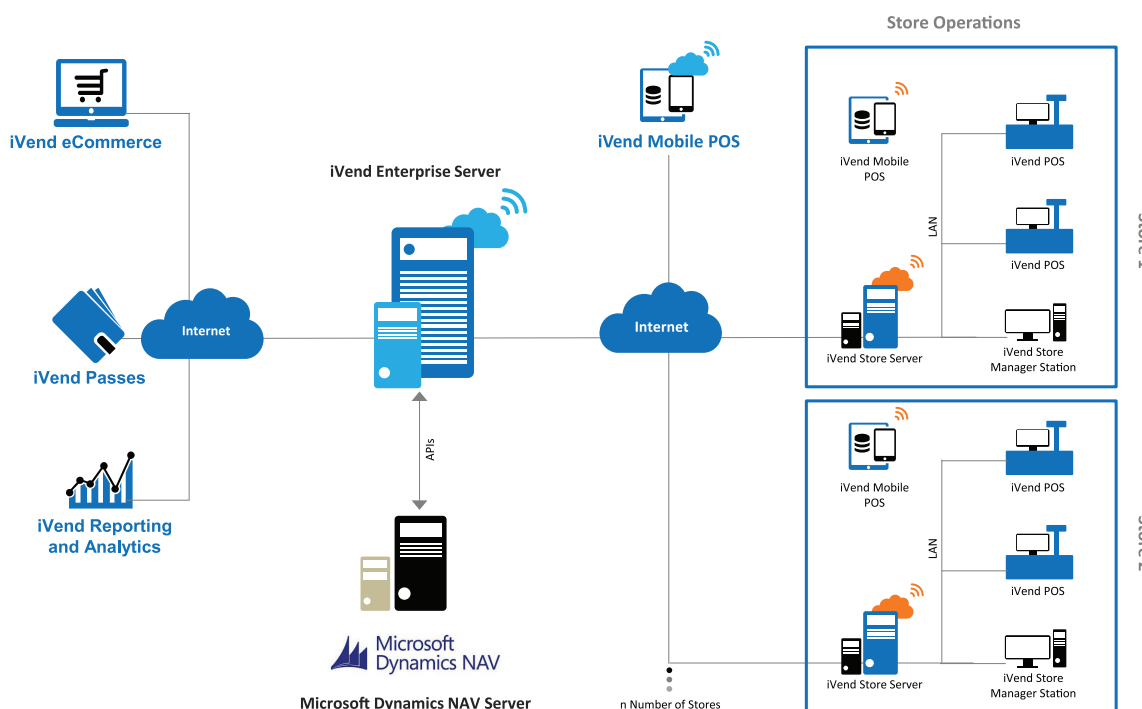 Store Operations
iVend eCommerce
iVend Mobile POS
iVend Enterprise Server
Internet
iVend Passes
iVend Reporting
and Analytics
APIs
Microsoft
Dynamics NAV
Microsoft Dynamics NAV Server
Internet
n Number of Stores
iVend Mobile
POS
iVend POS
LAN
iVend POS
iVend Store Server
iVend Store
Manager Station
iVend Mobile
POS
iVend POS
LAN
iVend POS
iVend Store Server
iVend Store
Manager Station